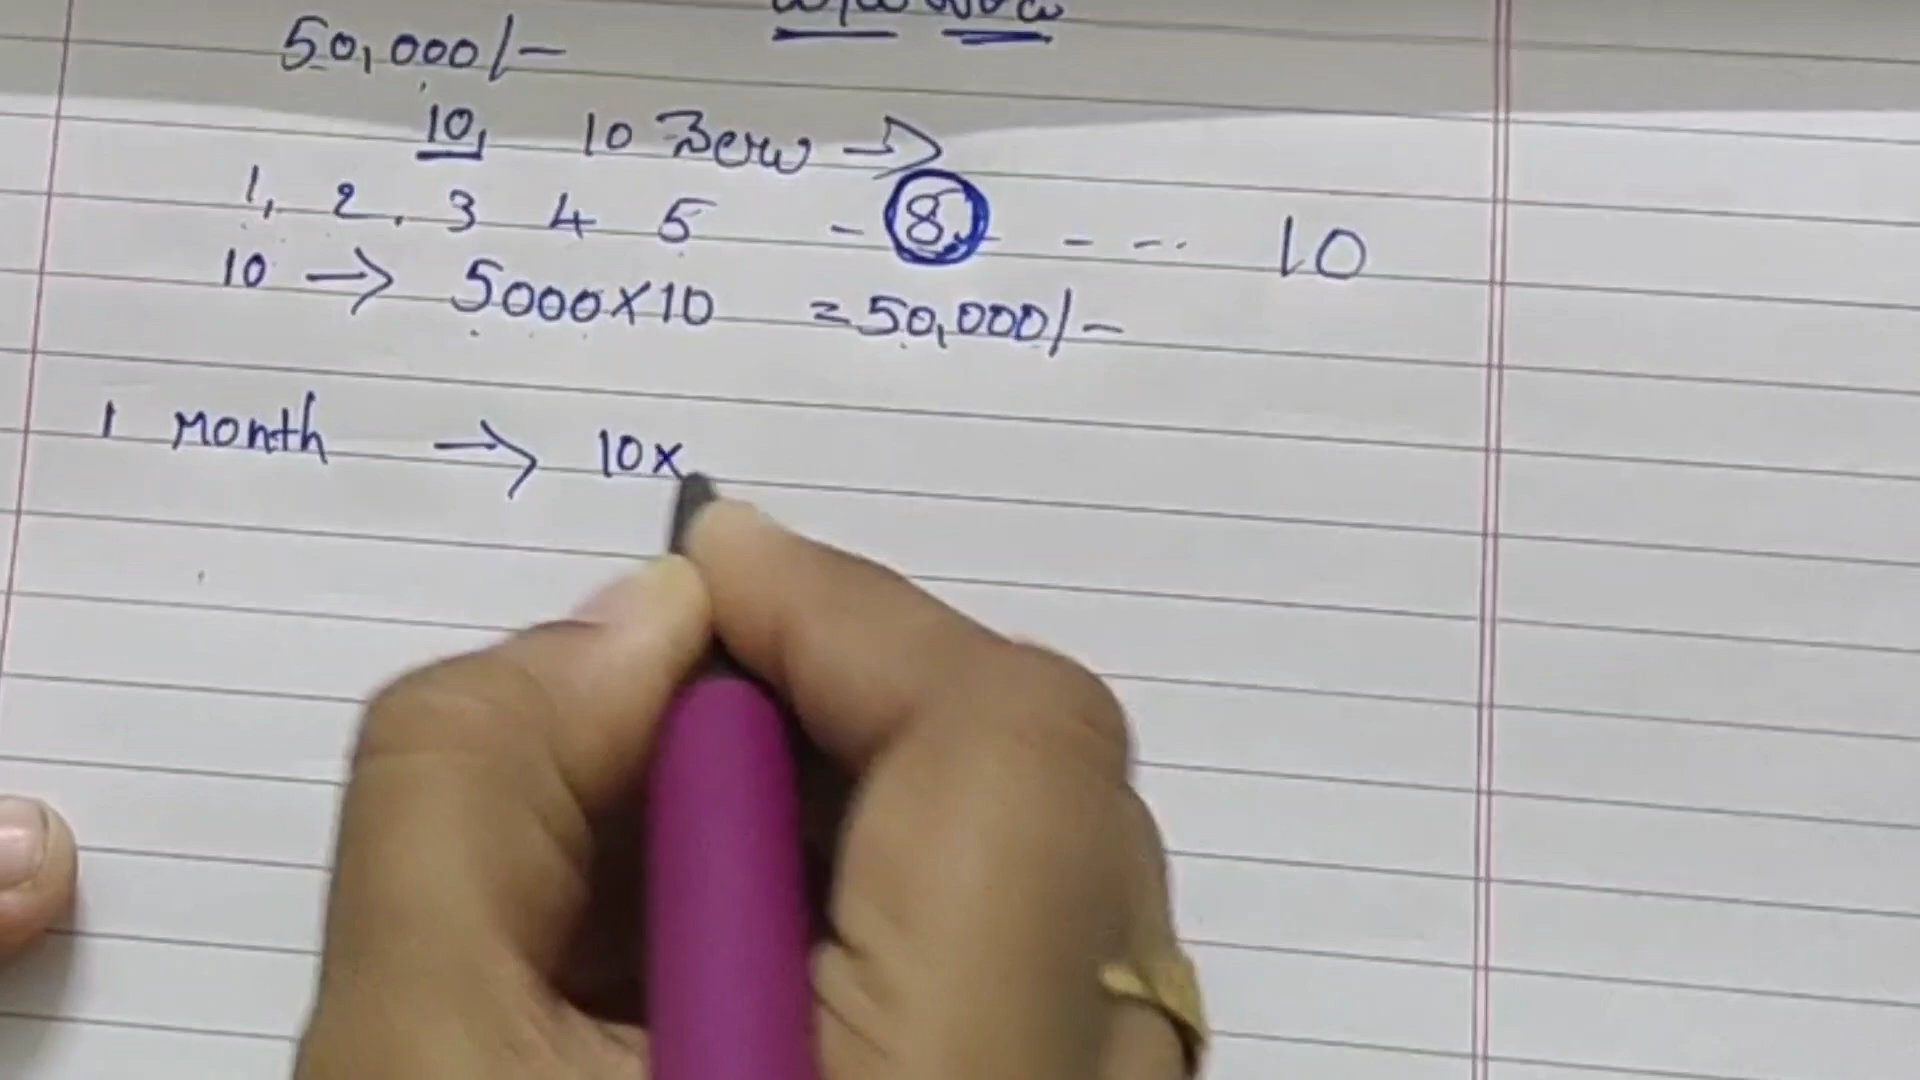 50,000/-
10, 10 నెలలు →
1, 2, 3 4 5 - 8 - -- 10
10 → 5000×10 = 50,000/-
1 month → 10×